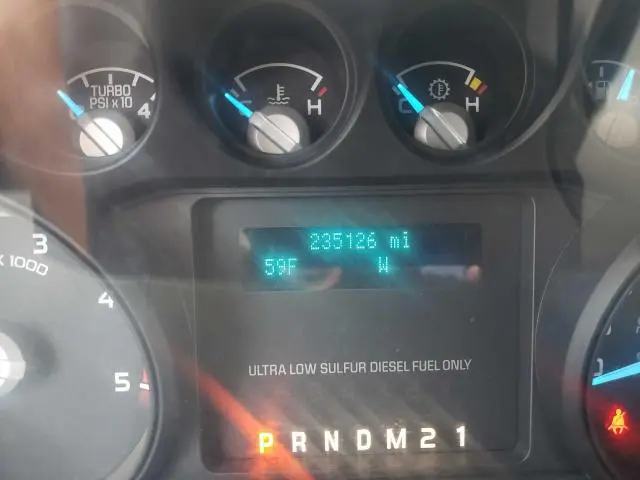 TURBO
PSI x 10
4
H
C
H
235126 mi
59F W
3
X 1000
4
5
ULTRA LOW SULFUR DIESEL FUEL ONLY
P R N D M 2 1